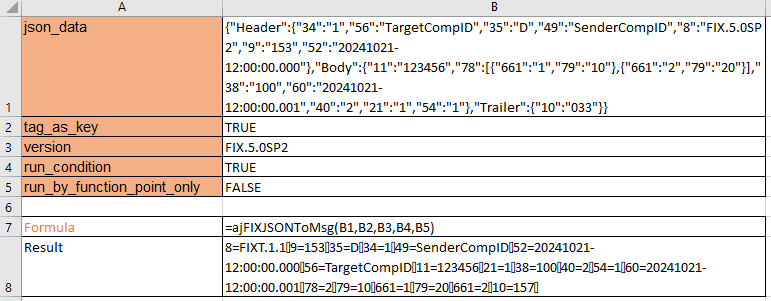 A B
json_data {"Header":{"34":"1","56":"TargetCompID","35":"D","49":"SenderCompID","8":"FIX.5.0SP
2","9":"153","52":"20241021-
12:00:00.000"},"Body":{"11":"123456","78":[{"661":"1","79":"10"},{"661":"2","79":"20"}],"
38":"100","60":"20241021-
1 12:00:00.001","40":"2","21":"1","54":"1"},"Trailer":{"10":"033"}}
2 tag_as_key TRUE
3 version FIX.5.0SP2
4 run_condition TRUE
5 run_by_function_point_only FALSE
6
7 Formula =ajFIXJSONToMsg(B1,B2,B3,B4,B5)
Result 8=FIXT.1.1▯9=153▯35=D▯34=1▯49=SenderCompID▯52=20241021-
12:00:00.000▯56=TargetCompID▯11=123456▯21=1▯38=100▯40=2▯54=1▯60=20241021-
8 12:00:00.001▯78=2▯79=10▯661=1▯79=20▯661=2▯10=157▯